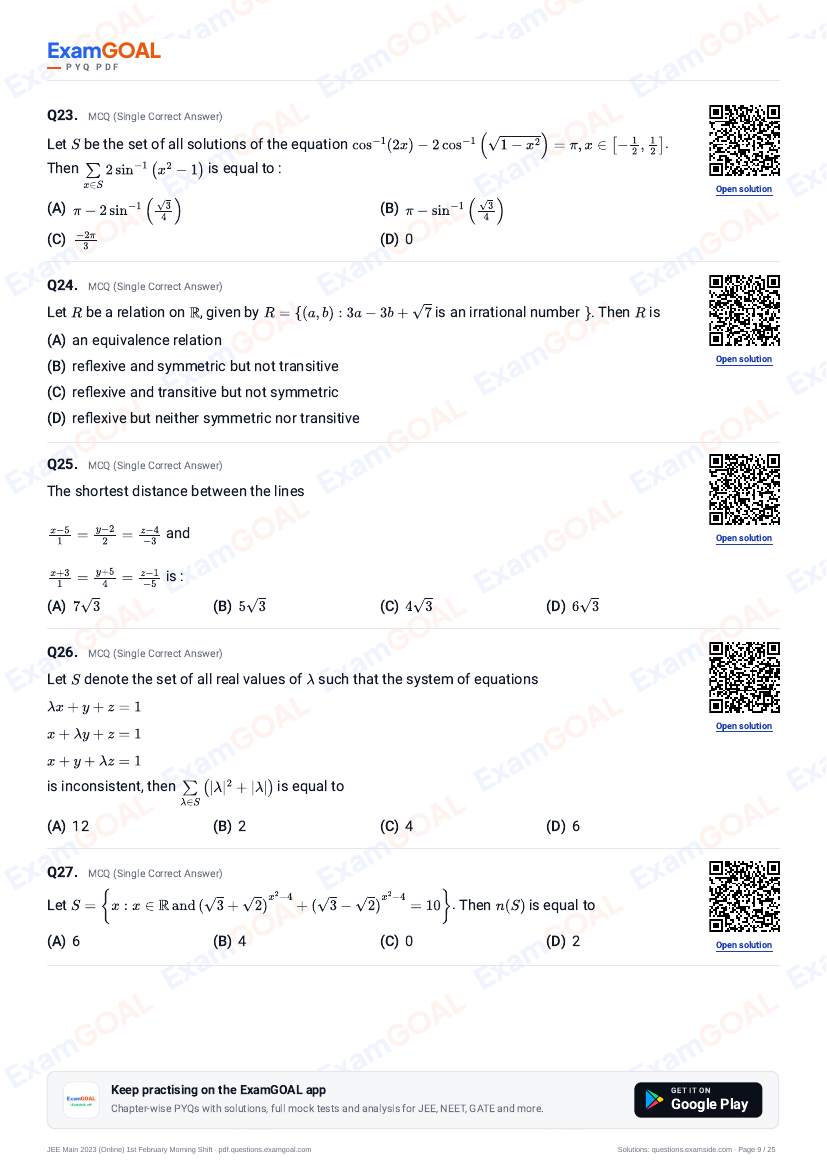 ExamGOAL
PYQ PDF
Q23. MCQ (Single Correct Answer)
Let S be the set of all solutions of the equation cos⁻¹(2x) − 2 cos⁻¹(√(1 − x²)) = π, x ∈ [−1/2, 1/2].
Then ∑_{x∈S} 2 sin⁻¹(x² − 1) is equal to :
(A) π − 2 sin⁻¹(√3/4) (B) π − sin⁻¹(√3/4)
(C) −2π/3 (D) 0
Open solution
Q24. MCQ (Single Correct Answer)
Let R be a relation on ℝ, given by R = {(a, b) : 3a − 3b + √7 is an irrational number }. Then R is
(A) an equivalence relation
(B) reflexive and symmetric but not transitive
(C) reflexive and transitive but not symmetric
(D) reflexive but neither symmetric nor transitive
Open solution
Q25. MCQ (Single Correct Answer)
The shortest distance between the lines
(x−5)/1 = (y−2)/2 = (z−4)/−3 and
(x+3)/1 = (y+5)/4 = (z−1)/−5 is :
(A) 7√3 (B) 5√3 (C) 4√3 (D) 6√3
Open solution
Q26. MCQ (Single Correct Answer)
Let S denote the set of all real values of λ such that the system of equations
λx + y + z = 1
x + λy + z = 1
x + y + λz = 1
is inconsistent, then ∑_{λ∈S} (|λ|² + |λ|) is equal to
(A) 12 (B) 2 (C) 4 (D) 6
Open solution
Q27. MCQ (Single Correct Answer)
Let S = {x : x ∈ ℝ and (√3 + √2)^{x²−4} + (√3 − √2)^{x²−4} = 10}. Then n(S) is equal to
(A) 6 (B) 4 (C) 0 (D) 2
Open solution
Keep practising on the ExamGOAL app
Chapter-wise PYQs with solutions, full mock tests and analysis for JEE, NEET, GATE and more.
GET IT ON
Google Play
JEE Main 2023 (Online) 1st February Morning Shift · pdf.questions.examgoal.com
Solutions: questions.examside.com · Page 9 / 25